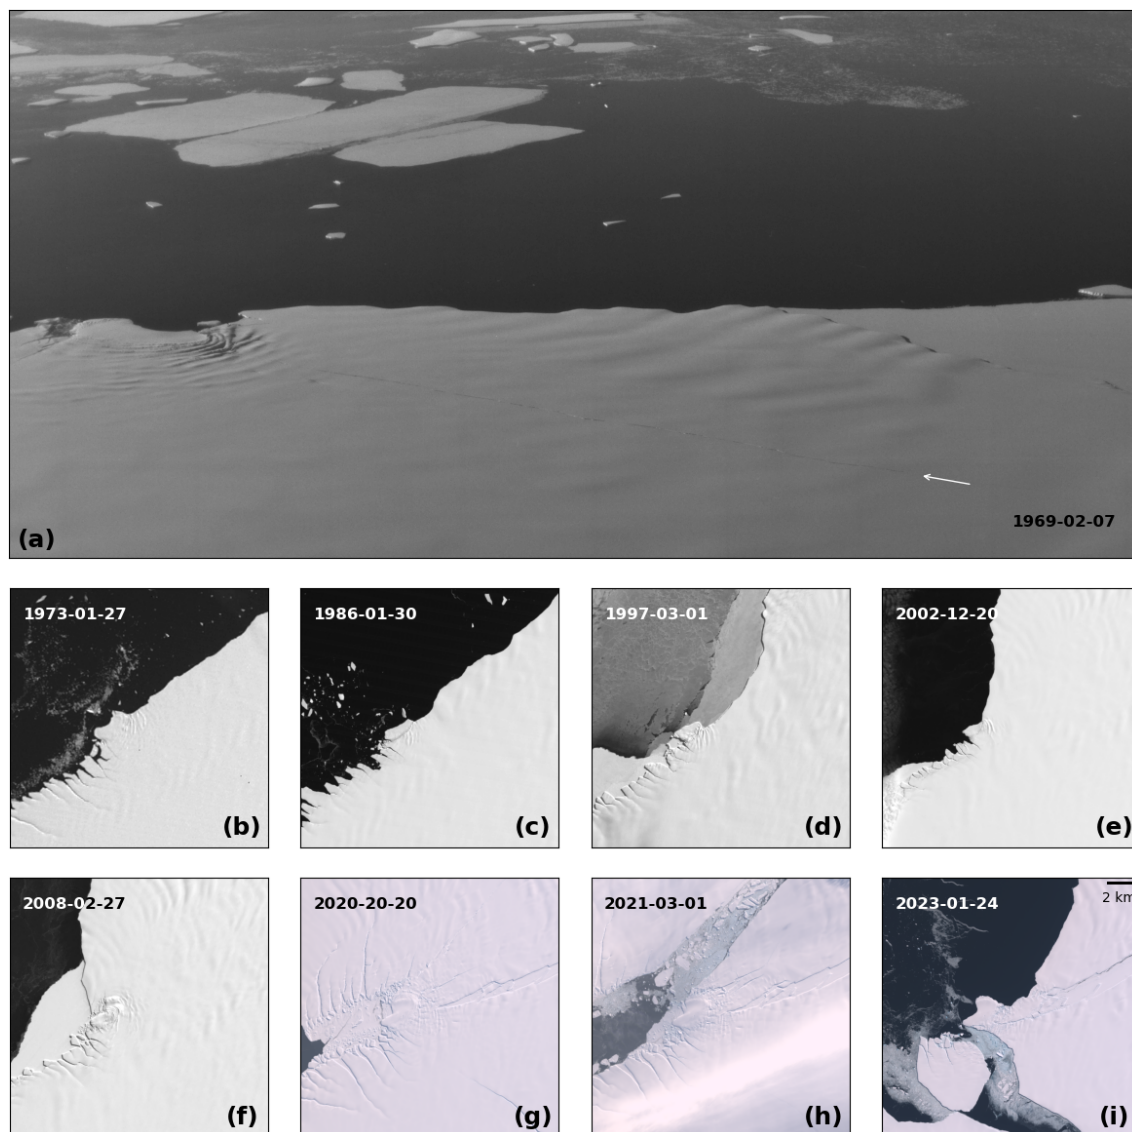 1969-02-07
(a)
1973-01-27
(b)
1986-01-30
(c)
1997-03-01
(d)
2002-12-20
(e)
2008-02-27
(f)
2020-20-20
(g)
2021-03-01
(h)
2023-01-24
2 km
(i)